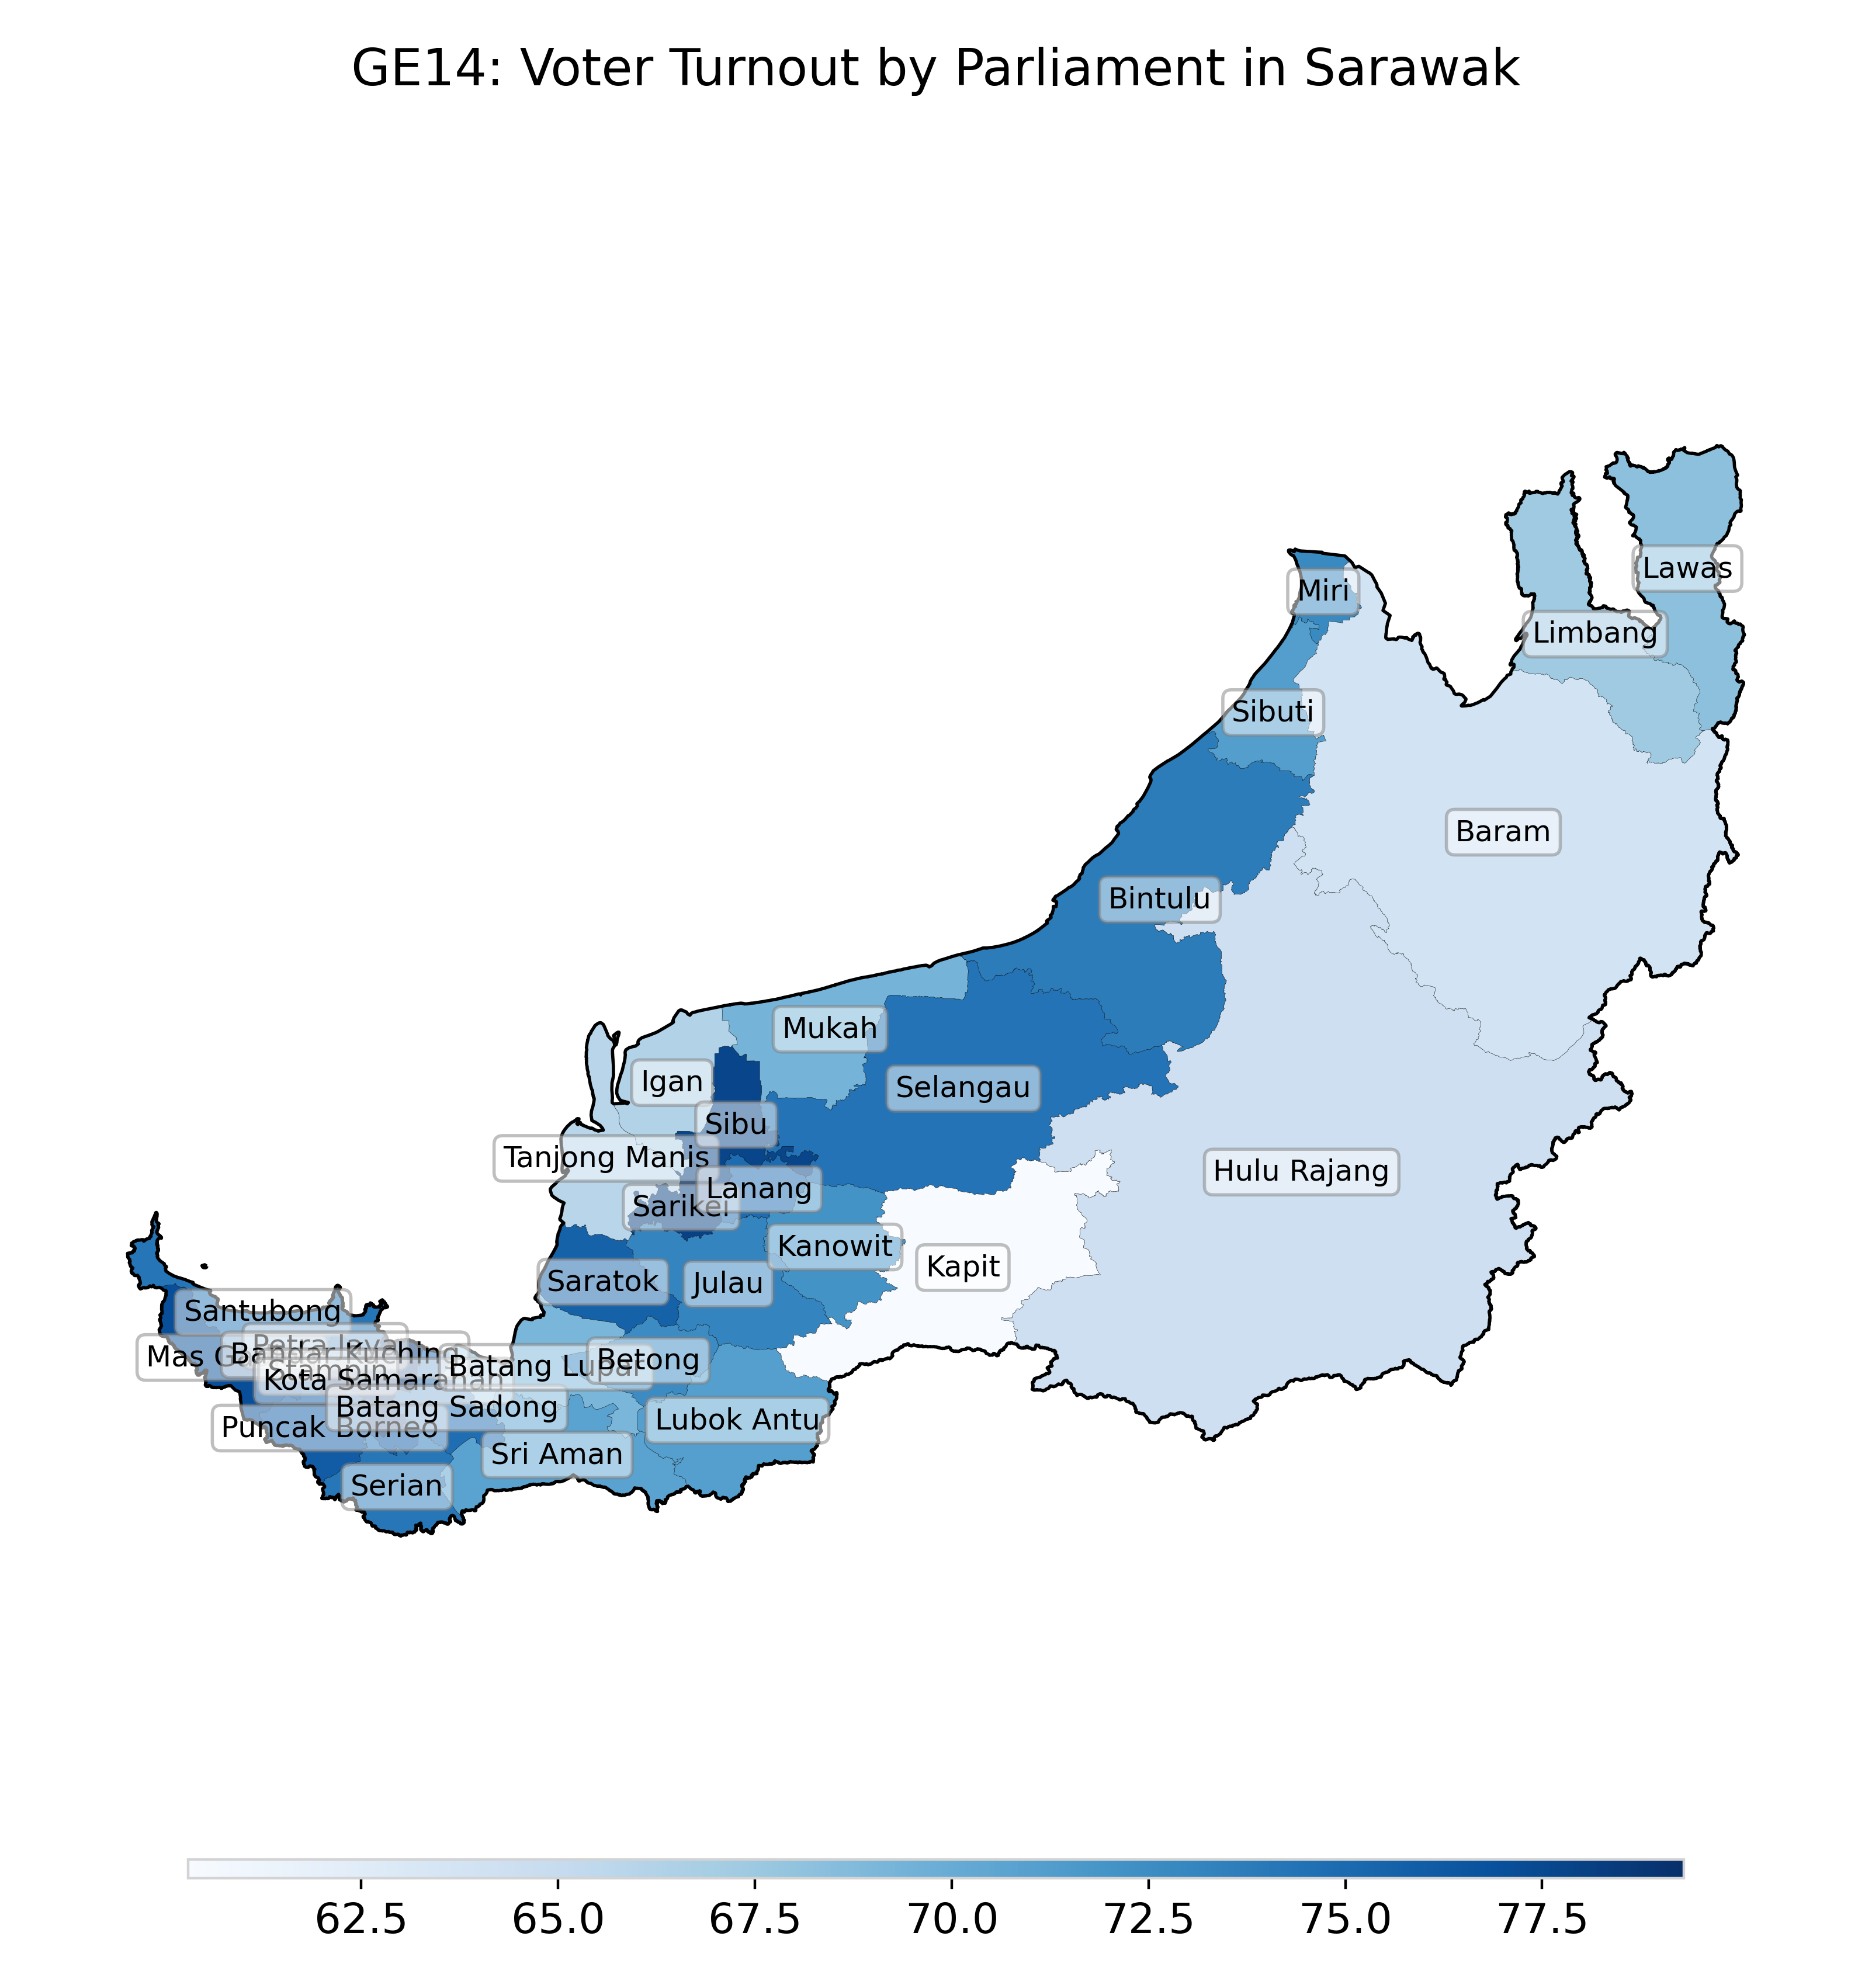 GE14: Voter Turnout by Parliament in Sarawak
Lawas
Miri
Limbang
Sibuti
Baram
Bintulu
Mukah
Igan
Selangau
Sibu
Tanjong Manis
Hulu Rajang
Lanang
Sarikei
Kanowit
Kapit
Saratok
Julau
Santubong
Petra Jaya
Mas G
Bandar Kuching
Stampin
Batang Lupar
Betong
Kota Samarahan
Batang Sadong
Lubok Antu
Puncak Borneo
Sri Aman
Serian
62.5
65.0
67.5
70.0
72.5
75.0
77.5